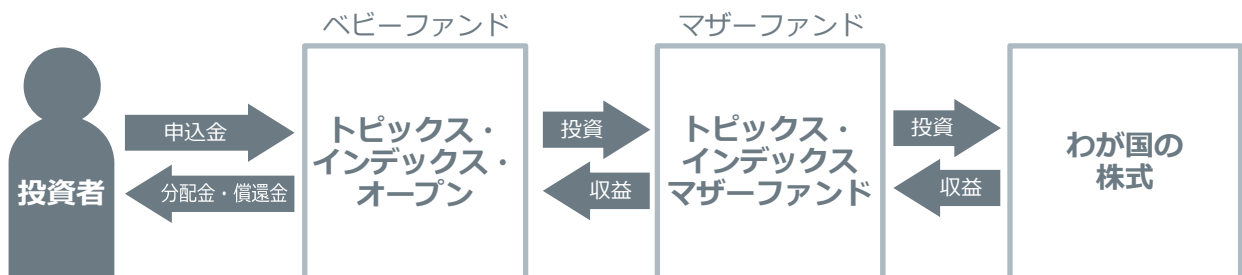 ベビーファンド
マザーファンド
投資者
申込金
分配金・償還金
トピックス・
インデックス・
オープン
投資
収益
トピックス・
インデックス
マザーファンド
投資
収益
わが国の
株式